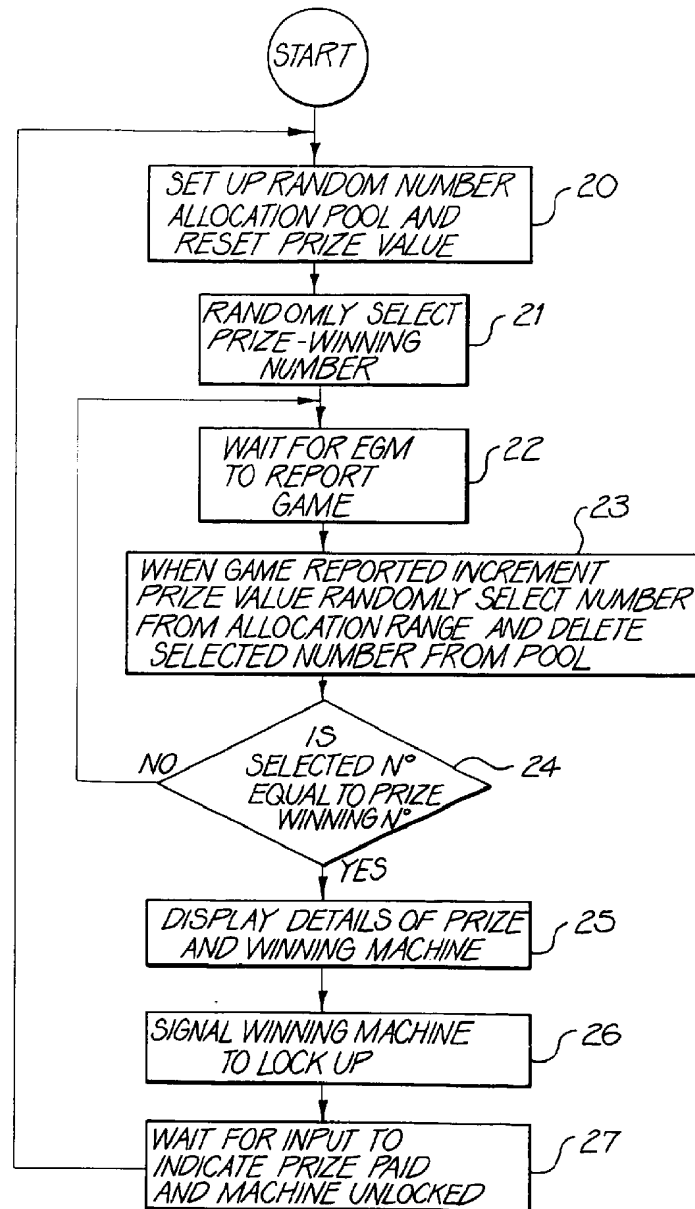 START
SET UP RANDOM NUMBER
ALLOCATION POOL AND
RESET PRIZE VALUE
20
RANDOMLY SELECT
PRIZE-WINNING
NUMBER
21
WAIT FOR EGM
TO REPORT
GAME
22
23
WHEN GAME REPORTED INCREMENT
PRIZE VALUE RANDOMLY SELECT NUMBER
FROM ALLOCATION RANGE AND DELETE
SELECTED NUMBER FROM POOL
IS
SELECTED Nº
EQUAL TO PRIZE
WINNING Nº
24
NO
YES
DISPLAY DETAILS OF PRIZE
AND WINNING MACHINE
25
SIGNAL WINNING MACHINE
TO LOCK UP
26
WAIT FOR INPUT TO
INDICATE PRIZE PAID
AND MACHINE UNLOCKED
27